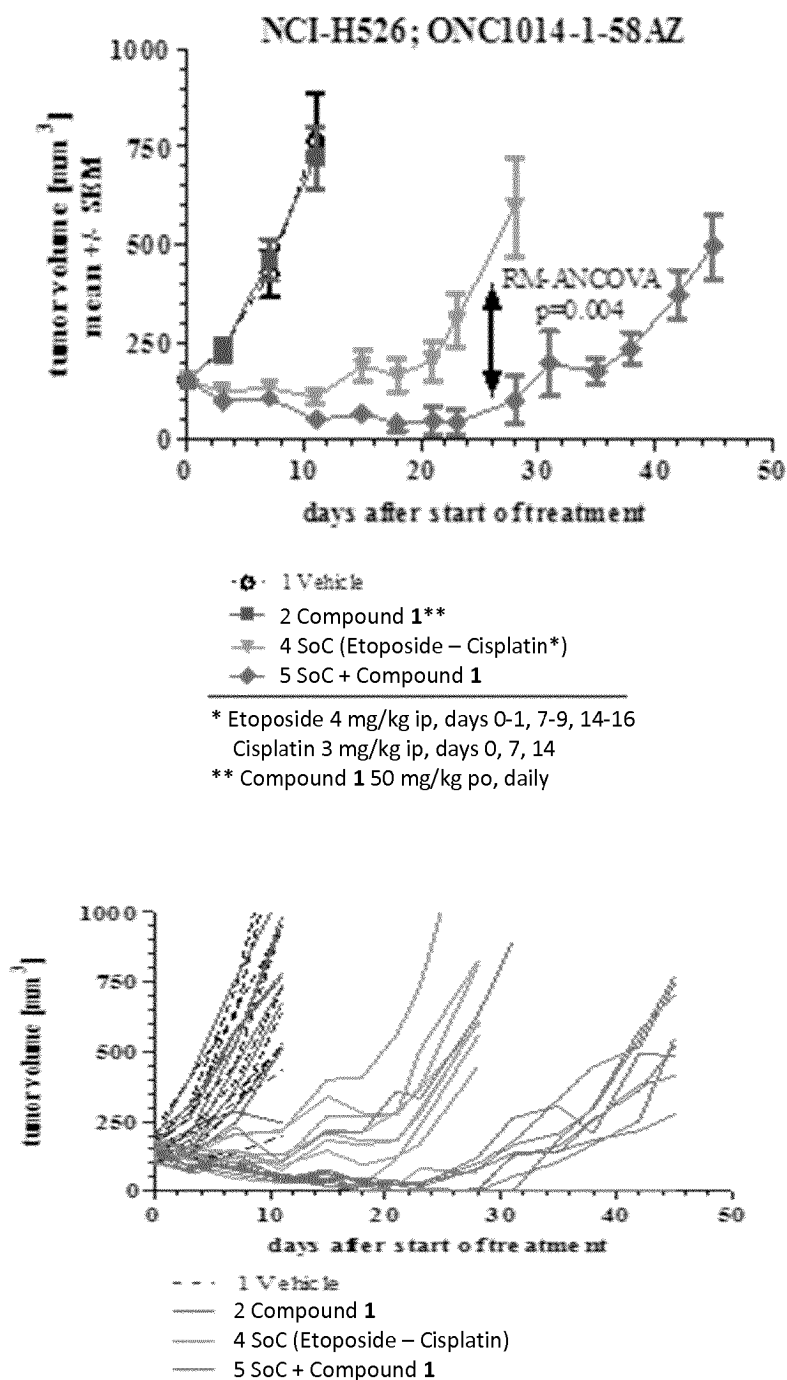 NCI-H526; ONC1014-1-58AZ
tumor volume [mm³]
mean +/- SEM
1000
750
500
250
0
RM-ANCOVA
p=0.004
0 10 20 30 40 50
days after start of treatment
1 Vehicle
2 Compound 1**
4 SoC (Etoposide – Cisplatin*)
5 SoC + Compound 1
* Etoposide 4 mg/kg ip, days 0-1, 7-9, 14-16
Cisplatin 3 mg/kg ip, days 0, 7, 14
** Compound 1 50 mg/kg po, daily
tumor volume [mm³]
1000
750
500
250
0
0 10 20 30 40 50
days after start of treatment
1 Vehicle
2 Compound 1
4 SoC (Etoposide – Cisplatin)
5 SoC + Compound 1